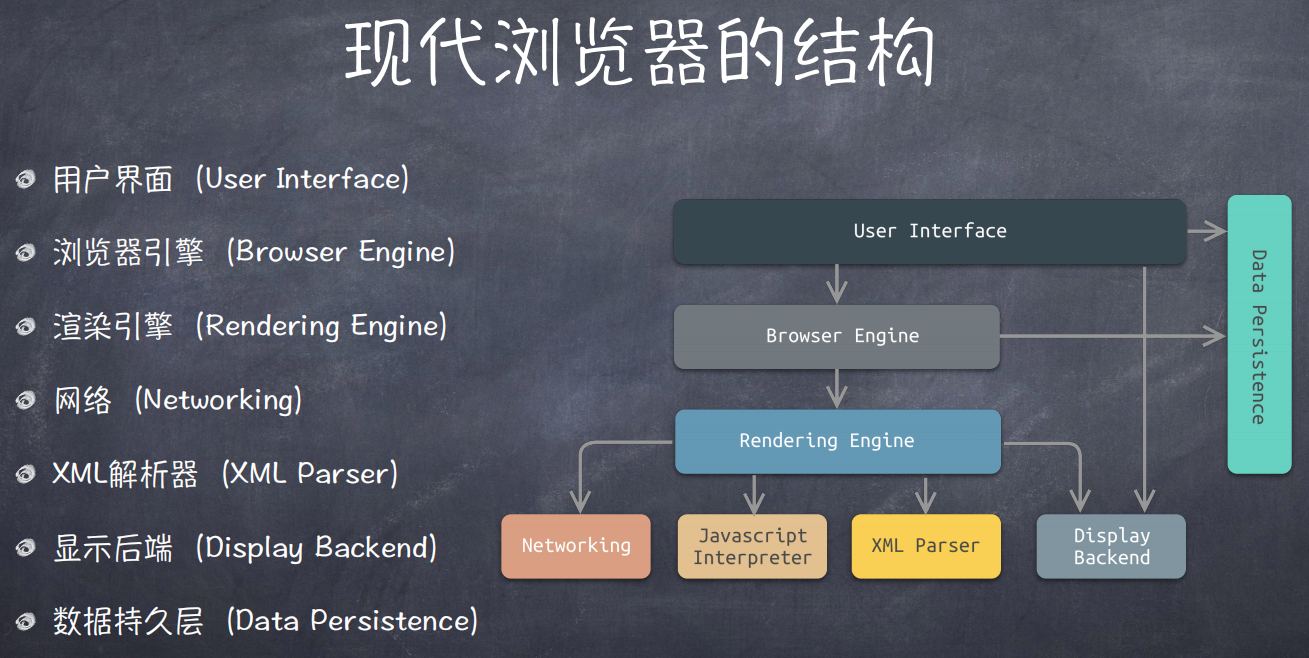 现代浏览器的结构
用户界面 (User Interface)
浏览器引擎 (Browser Engine)
渲染引擎 (Rendering Engine)
网络 (Networking)
XML解析器 (XML Parser)
显示后端 (Display Backend)
数据持久层 (Data Persistence)
User Interface
Browser Engine
Rendering Engine
Networking
Javascript
Interpreter
XML Parser
Display
Backend
Data Persistence